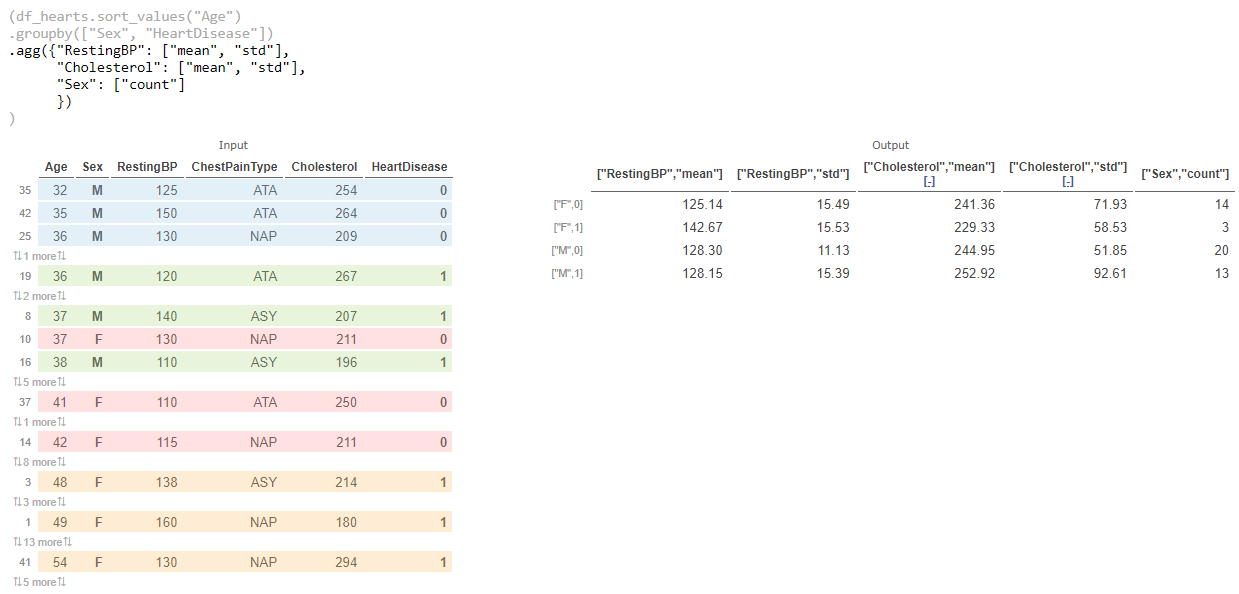 (df_hearts.sort_values("Age")
.groupby(["Sex", "HeartDisease"])
.agg({"RestingBP": ["mean", "std"],
"Cholesterol": ["mean", "std"],
"Sex": ["count"]
})
)
Input
Age Sex RestingBP ChestPainType Cholesterol HeartDisease
35 32 M 125 ATA 254 0
42 35 M 150 ATA 264 0
25 36 M 130 NAP 209 0
⇅1 more⇅
19 36 M 120 ATA 267 1
⇅2 more⇅
8 37 M 140 ASY 207 1
10 37 F 130 NAP 211 0
16 38 M 110 ASY 196 1
⇅5 more⇅
37 41 F 110 ATA 250 0
⇅1 more⇅
14 42 F 115 NAP 211 0
⇅8 more⇅
3 48 F 138 ASY 214 1
⇅3 more⇅
1 49 F 160 NAP 180 1
⇅13 more⇅
41 54 F 130 NAP 294 1
⇅5 more⇅
Output
["RestingBP","mean"] ["RestingBP","std"] ["Cholesterol","mean"] ["Cholesterol","std"] ["Sex","count"]
[-] [-]
["F",0] 125.14 15.49 241.36 71.93 14
["F",1] 142.67 15.53 229.33 58.53 3
["M",0] 128.30 11.13 244.95 51.85 20
["M",1] 128.15 15.39 252.92 92.61 13